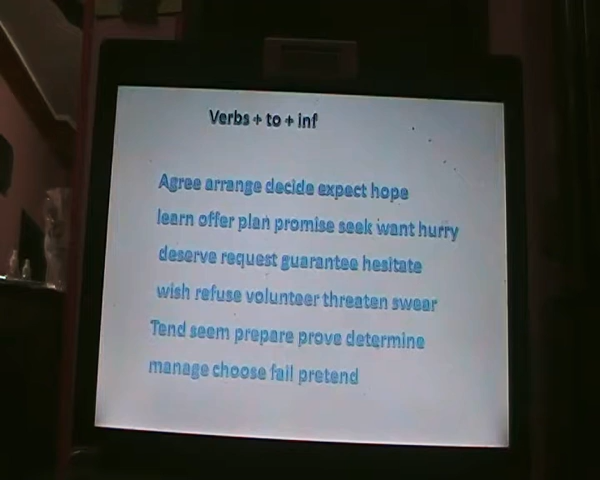 Verbs + to + inf
Agree arrange decide expect hope
learn offer plan promise seek want hurry
deserve request guarantee hesitate
wish refuse volunteer threaten swear
Tend seem prepare prove determine
manage choose fail pretend